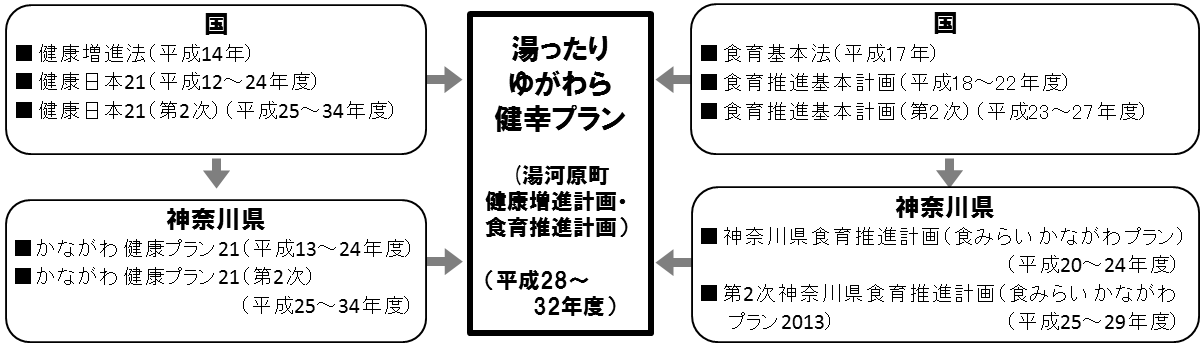 国
■ 健康増進法（平成14年）
■ 健康日本21（平成12～24年度）
■ 健康日本21（第2次）（平成25～34年度）
神奈川県
■かながわ健康プラン21（平成13～24年度）
■かながわ健康プラン21（第2次）
（平成25～34年度）
湯ったり
ゆがわら
健幸プラン
（湯河原町
健康増進計画・
食育推進計画）
（平成28～
32年度）
国
■ 食育基本法（平成17年）
■ 食育推進基本計画（平成18～22年度）
■ 食育推進基本計画（第2次）（平成23～27年度）
神奈川県
■ 神奈川県食育推進計画（食みらいかながわプラン）
（平成20～24年度）
■ 第2次神奈川県食育推進計画（食みらいかながわ
プラン2013） （平成25～29年度）